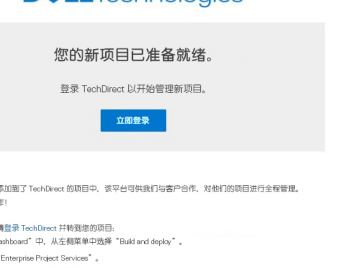 Technologies
您的新项目已准备就绪。
登录 TechDirect 以开始管理新项目。
立即登录
添加到了 TechDirect 的项目中，该平台可供我们与客户合作，对他们的项目进行全程管理。
登录 TechDirect 并转到您的项目：
ashboard”中，从左侧菜单中选择“Build and deploy”。
Enterprise Project Services”。